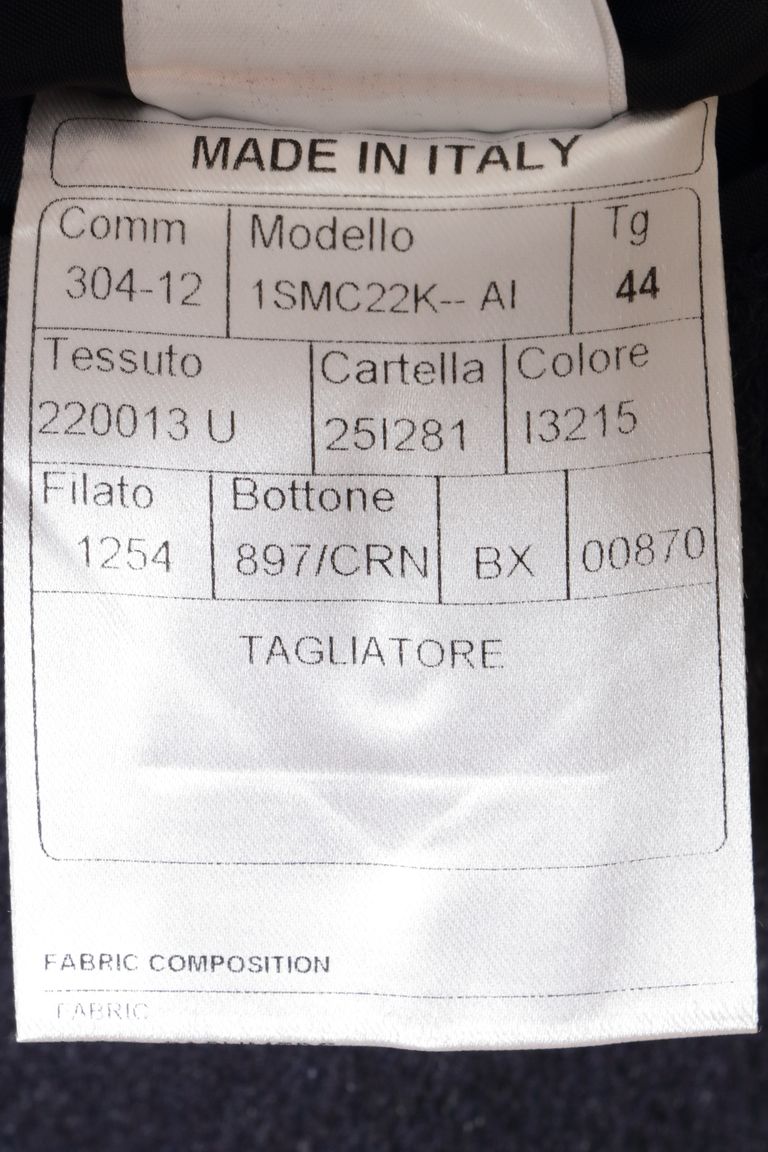 MADE IN ITALY
Comm Modello Tg
304-12 1SMC22K-- AI 44
Tessuto Cartella Colore
220013 U 25I281 I3215
Filato Bottone
1254 897/CRN BX 00870
TAGLIATORE
FABRIC COMPOSITION
FABRIC